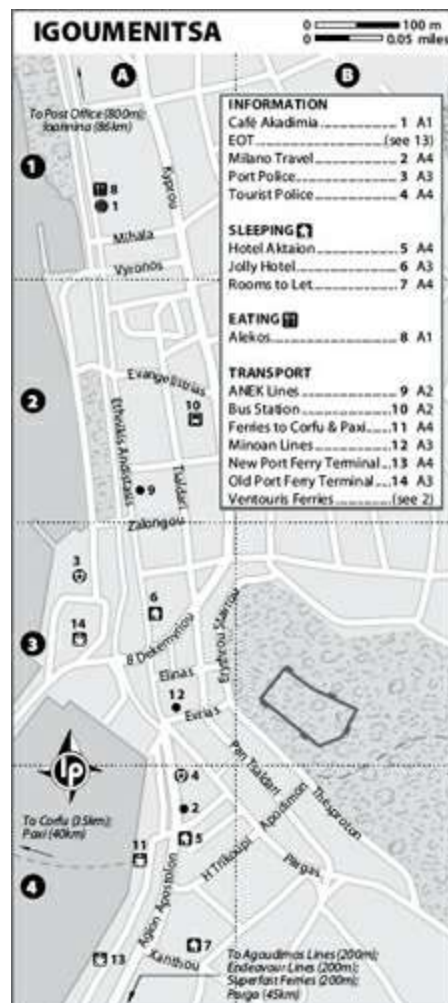 IGOUMENITSA
0 100 m
0 0.05 miles
A
B
To Post Office (800m);
Ioannina (86km)
INFORMATION
Café Akadimia 1 A1
EOT (see 13)
Milano Travel 2 A4
Port Police 3 A3
Tourist Police 4 A4
SLEEPING
Hotel Aktaion 5 A4
Jolly Hotel 6 A3
Rooms to Let 7 A4
EATING
Alekos 8 A1
TRANSPORT
ANEK Lines 9 A2
Bus Station 10 A2
Ferries to Corfu & Paxi 11 A4
Minoan Lines 12 A3
New Port Ferry Terminal 13 A4
Old Port Ferry Terminal 14 A3
Ventouris Ferries (see 2)
1
Kyprou
8
1
Mihala
Vyronos
2
Evangelistrias
10
Ethnikis Andistasis
Tsaldari
9
Zalongou
3
6
3
14
8 Dekemvriou
Elinas
12
Evrias
Pan Tsaldari
Thesproton
lp
4
2
To Corfu (35km);
Paxi (40km)
5
11
Apodimon
H Trikoupi
Pargas
4
Agion Apostolon
7
Xanthou
13
To Agoudimos Lines (200m);
Endeavour Lines (200m);
Superfast Ferries (200m);
Parga (45km)